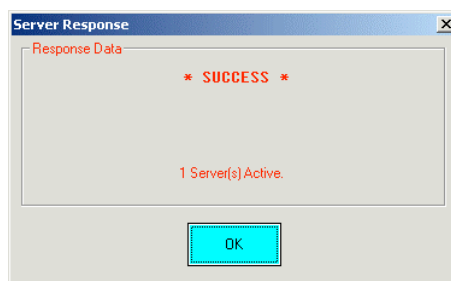 Server Response
Response Data
* SUCCESS *
1 Server(s) Active.
OK